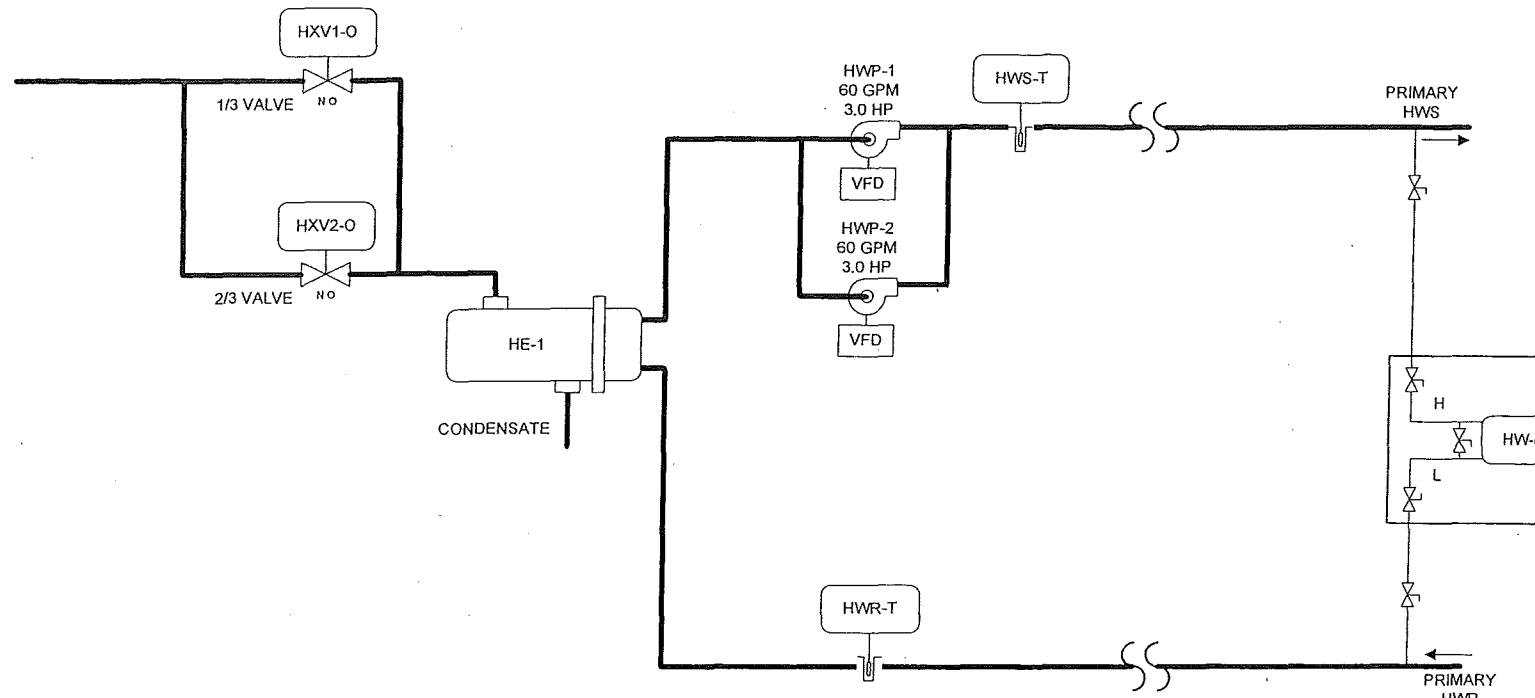 HXV1-O
1/3 VALVE
NO
HXV2-O
2/3 VALVE
NO
HE-1
CONDENSATE
HWP-1
60 GPM
3.0 HP
VFD
HWP-2
60 GPM
3.0 HP
VFD
HWS-T
PRIMARY
HWS
H
L
HWR-T
PRIMARY
HWR